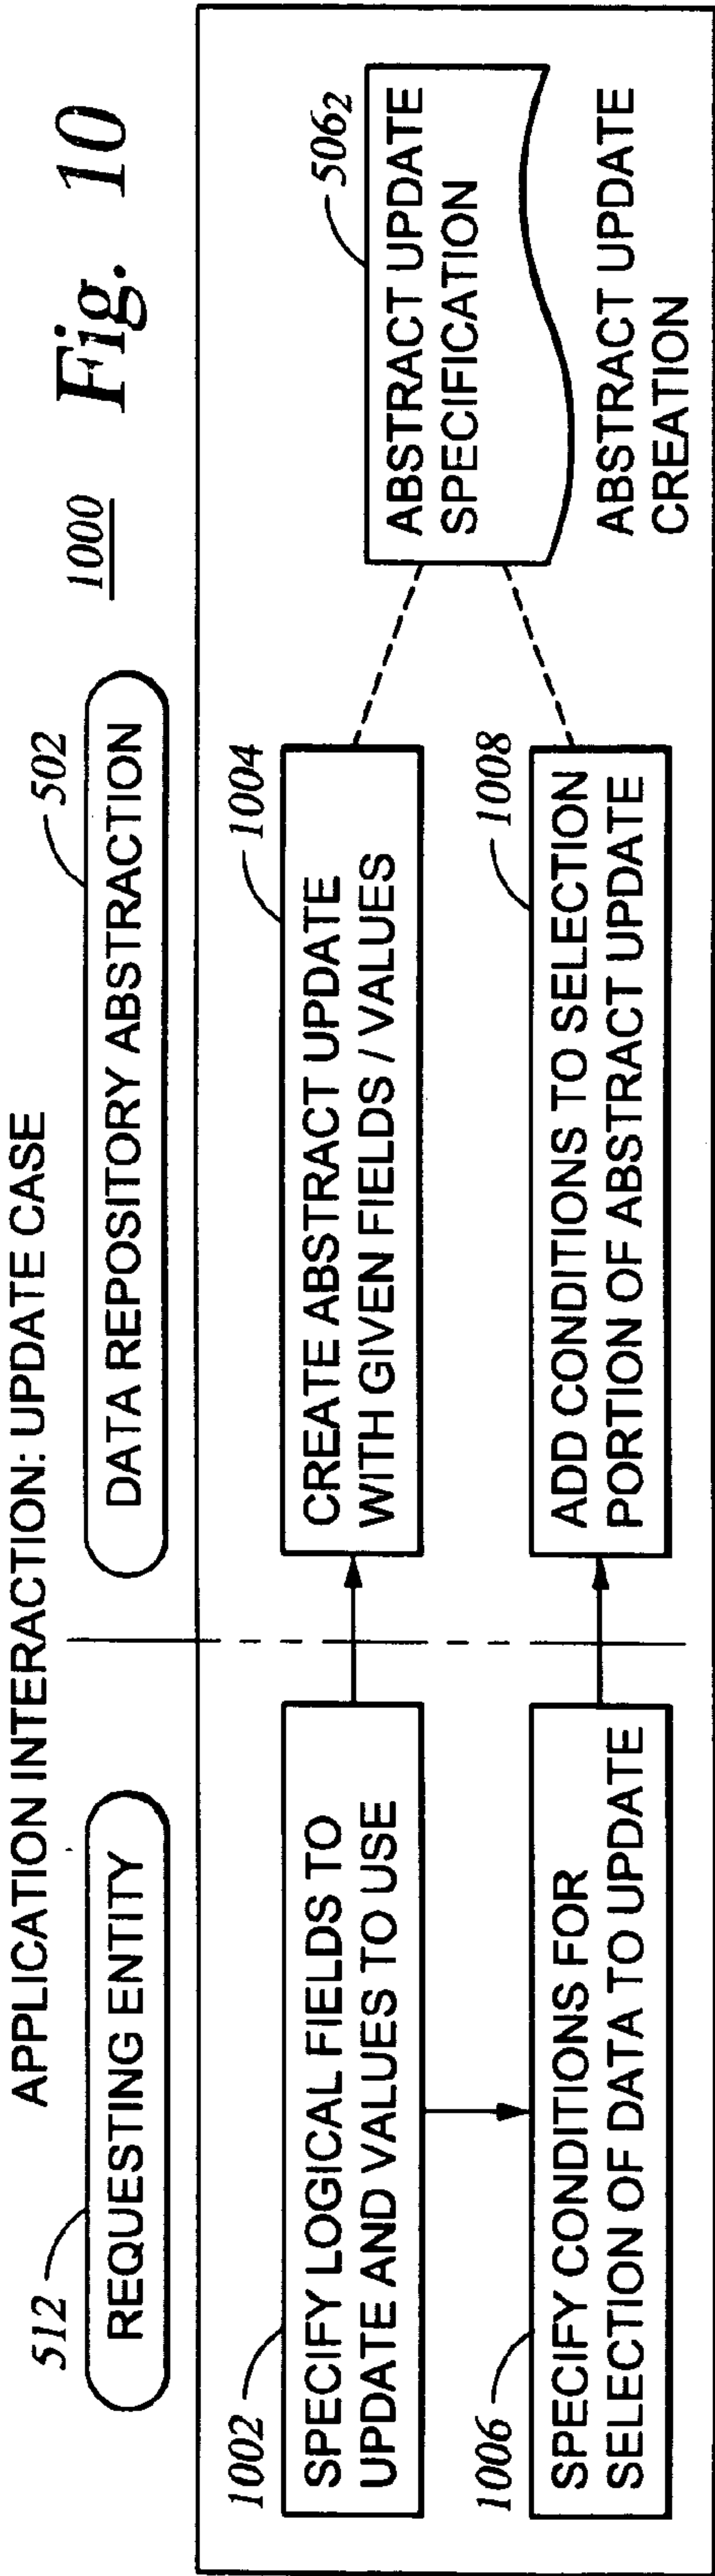 APPLICATION INTERACTION: UPDATE CASE
Fig. 10
1000
512
REQUESTING ENTITY
502
DATA REPOSITORY ABSTRACTION
1002
SPECIFY LOGICAL FIELDS TO
UPDATE AND VALUES TO USE
1004
CREATE ABSTRACT UPDATE
WITH GIVEN FIELDS / VALUES
1006
SPECIFY CONDITIONS FOR
SELECTION OF DATA TO UPDATE
1008
ADD CONDITIONS TO SELECTION
PORTION OF ABSTRACT UPDATE
506₂
ABSTRACT UPDATE
SPECIFICATION
ABSTRACT UPDATE
CREATION